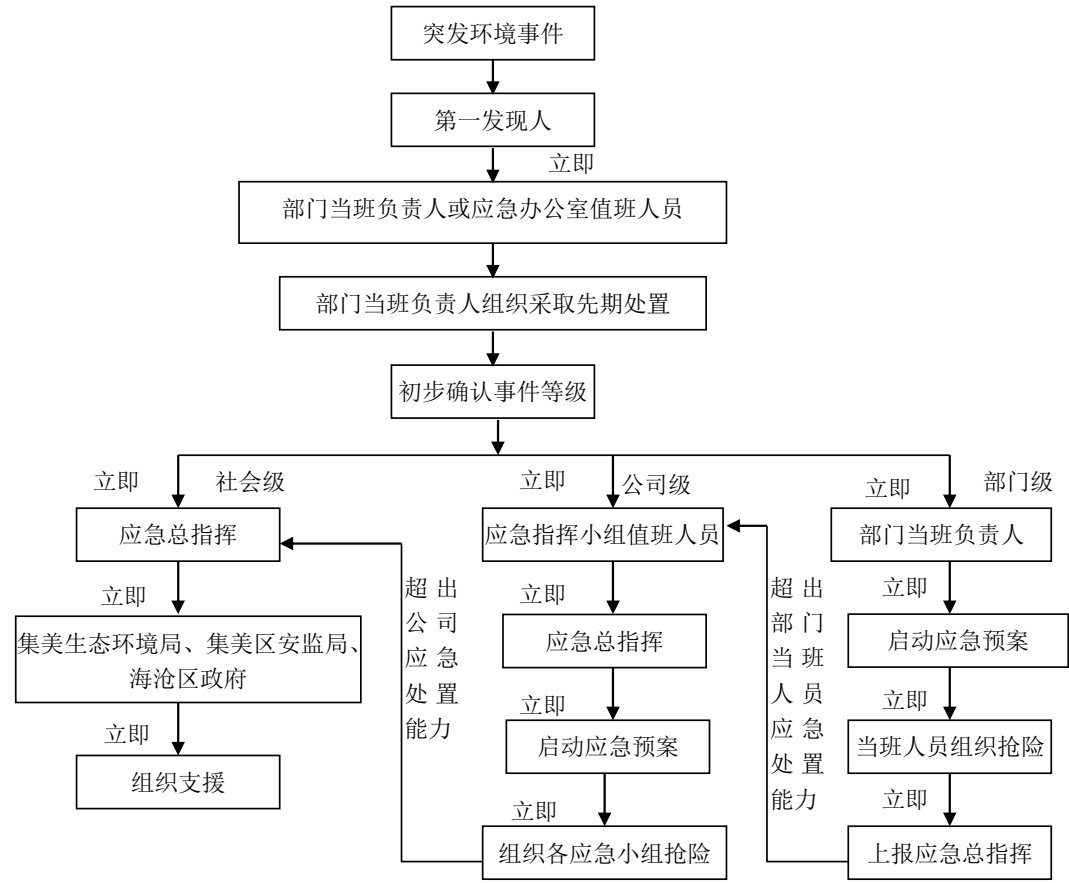 突发环境事件
第一发现人
立即
部门当班负责人或应急办公室值班人员
部门当班负责人组织采取先期处置
初步确认事件等级
立即
社会级
立即
公司级
立即
部门级
应急总指挥
应急指挥小组值班人员
部门当班负责人
立即
超出
公司
应急
处置
能力
立即
超出
部门
当班
人员
应急
处置
能力
立即
集美生态环境局、集美区安监局、
海沧区政府
应急总指挥
启动应急预案
立即
立即
立即
组织支援
启动应急预案
当班人员组织抢险
立即
立即
组织各应急小组抢险
上报应急总指挥